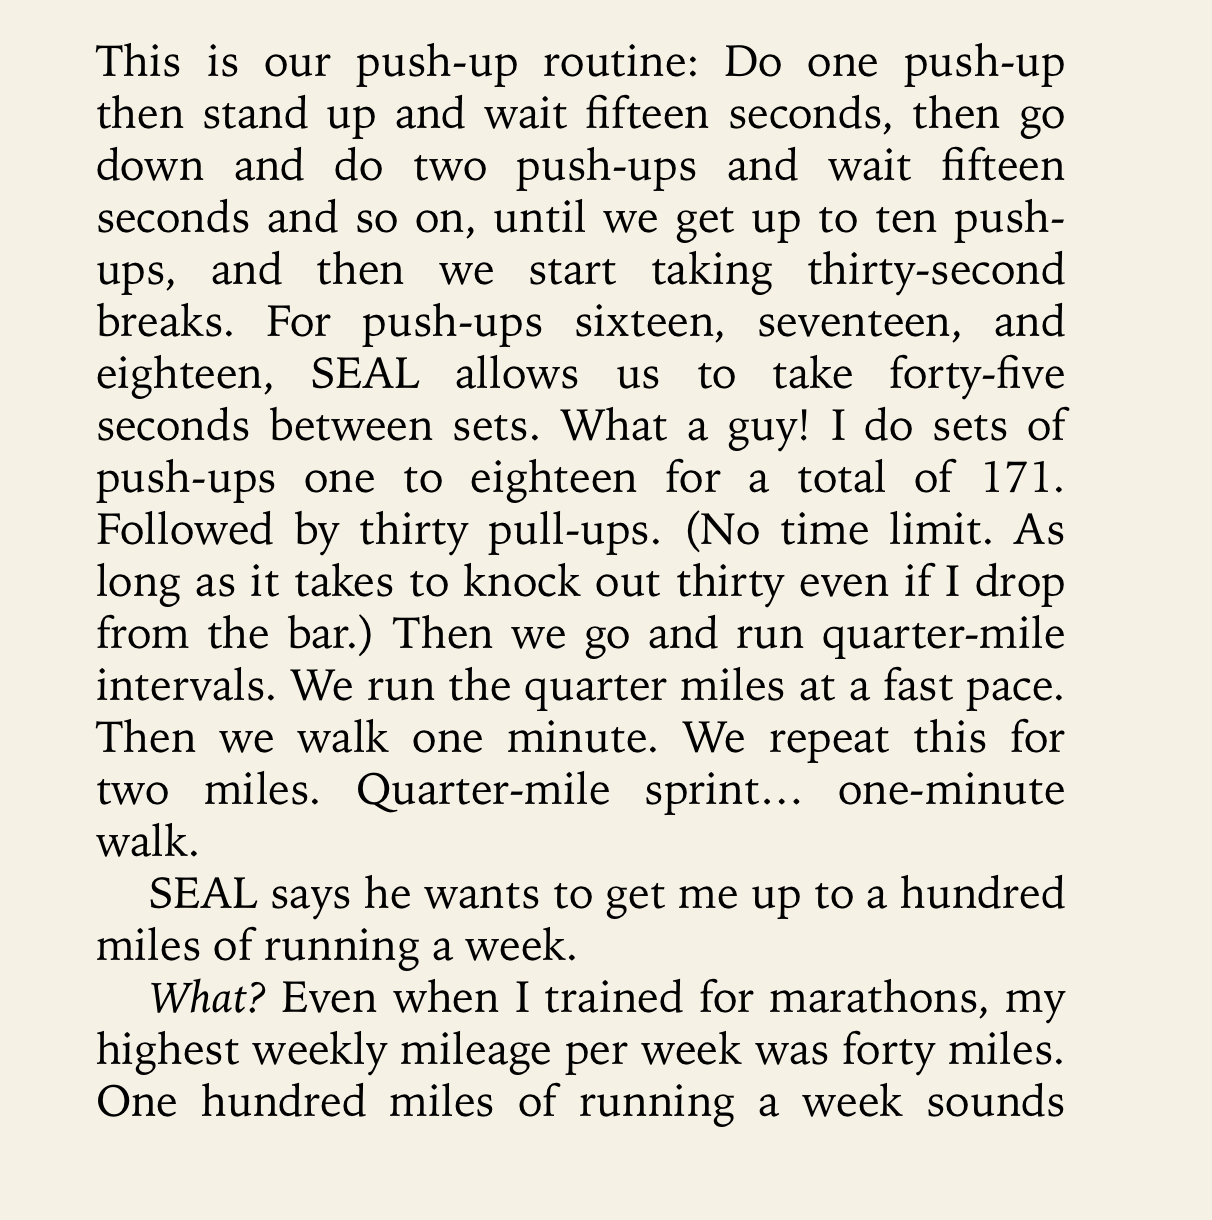 This is our push-up routine: Do one push-up
then stand up and wait fifteen seconds, then go
down and do two push-ups and wait fifteen
seconds and so on, until we get up to ten push-
ups, and then we start taking thirty-second
breaks. For push-ups sixteen, seventeen, and
eighteen, SEAL allows us to take forty-five
seconds between sets. What a guy! I do sets of
push-ups one to eighteen for a total of 171.
Followed by thirty pull-ups. (No time limit. As
long as it takes to knock out thirty even if I drop
from the bar.) Then we go and run quarter-mile
intervals. We run the quarter miles at a fast pace.
Then we walk one minute. We repeat this for
two miles. Quarter-mile sprint… one-minute
walk.
SEAL says he wants to get me up to a hundred
miles of running a week.
What? Even when I trained for marathons, my
highest weekly mileage per week was forty miles.
One hundred miles of running a week sounds